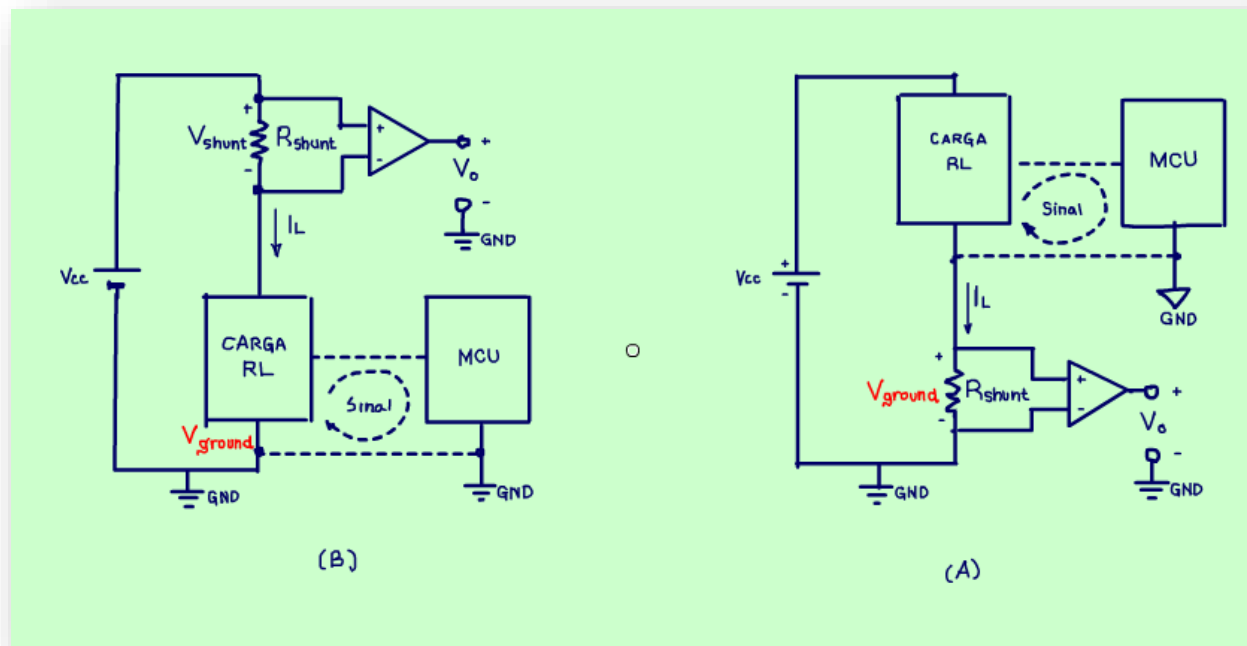 +
Vshunt
Rshunt
-
+
-
+
Vo
-
GND
IL
Vcc
CARGA
RL
MCU
Sinal
Vground
GND
GND
(B)
CARGA
RL
MCU
Sinal
+
Vcc
-
IL
GND
+
Vground
Rshunt
-
+
-
+
Vo
-
GND
GND
(A)